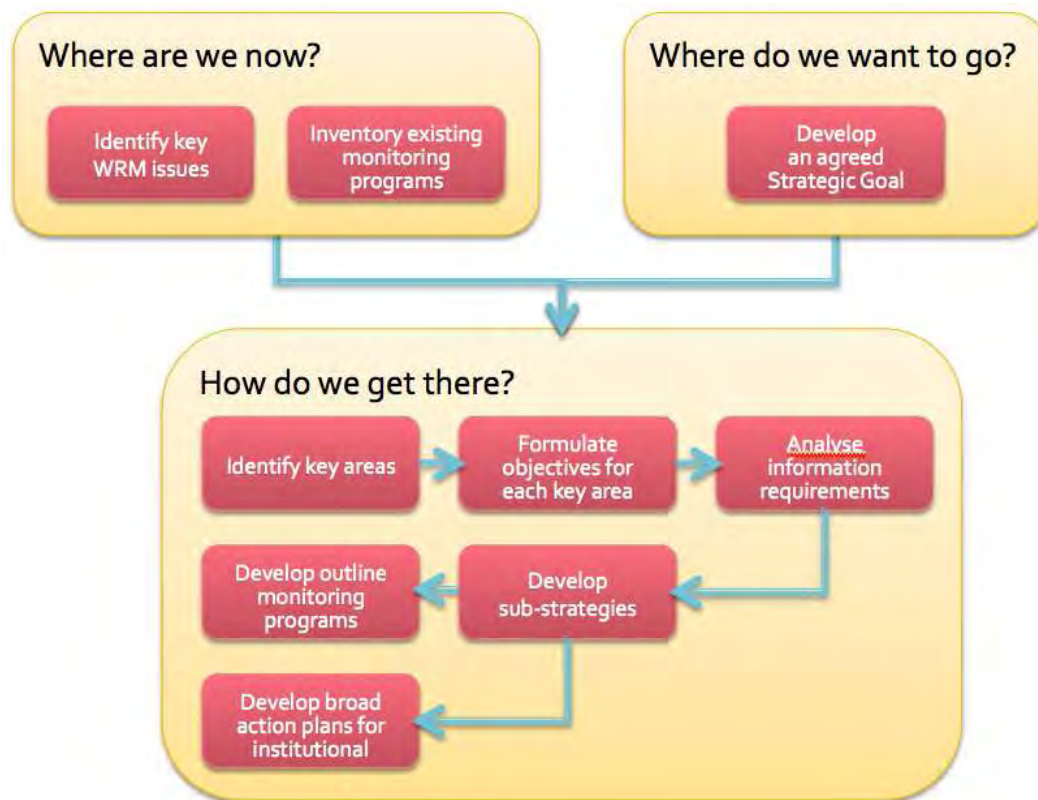 Where are we now?
Identify key
WRM issues
Inventory existing
monitoring
programs
Where do we want to go?
Develop
an agreed
Strategic Goal
How do we get there?
Identify key areas
Formulate
objectives for
each key area
Analyse
information
requirements
Develop outline
monitoring
programs
Develop
sub-strategies
Develop broad
action plans for
institutional